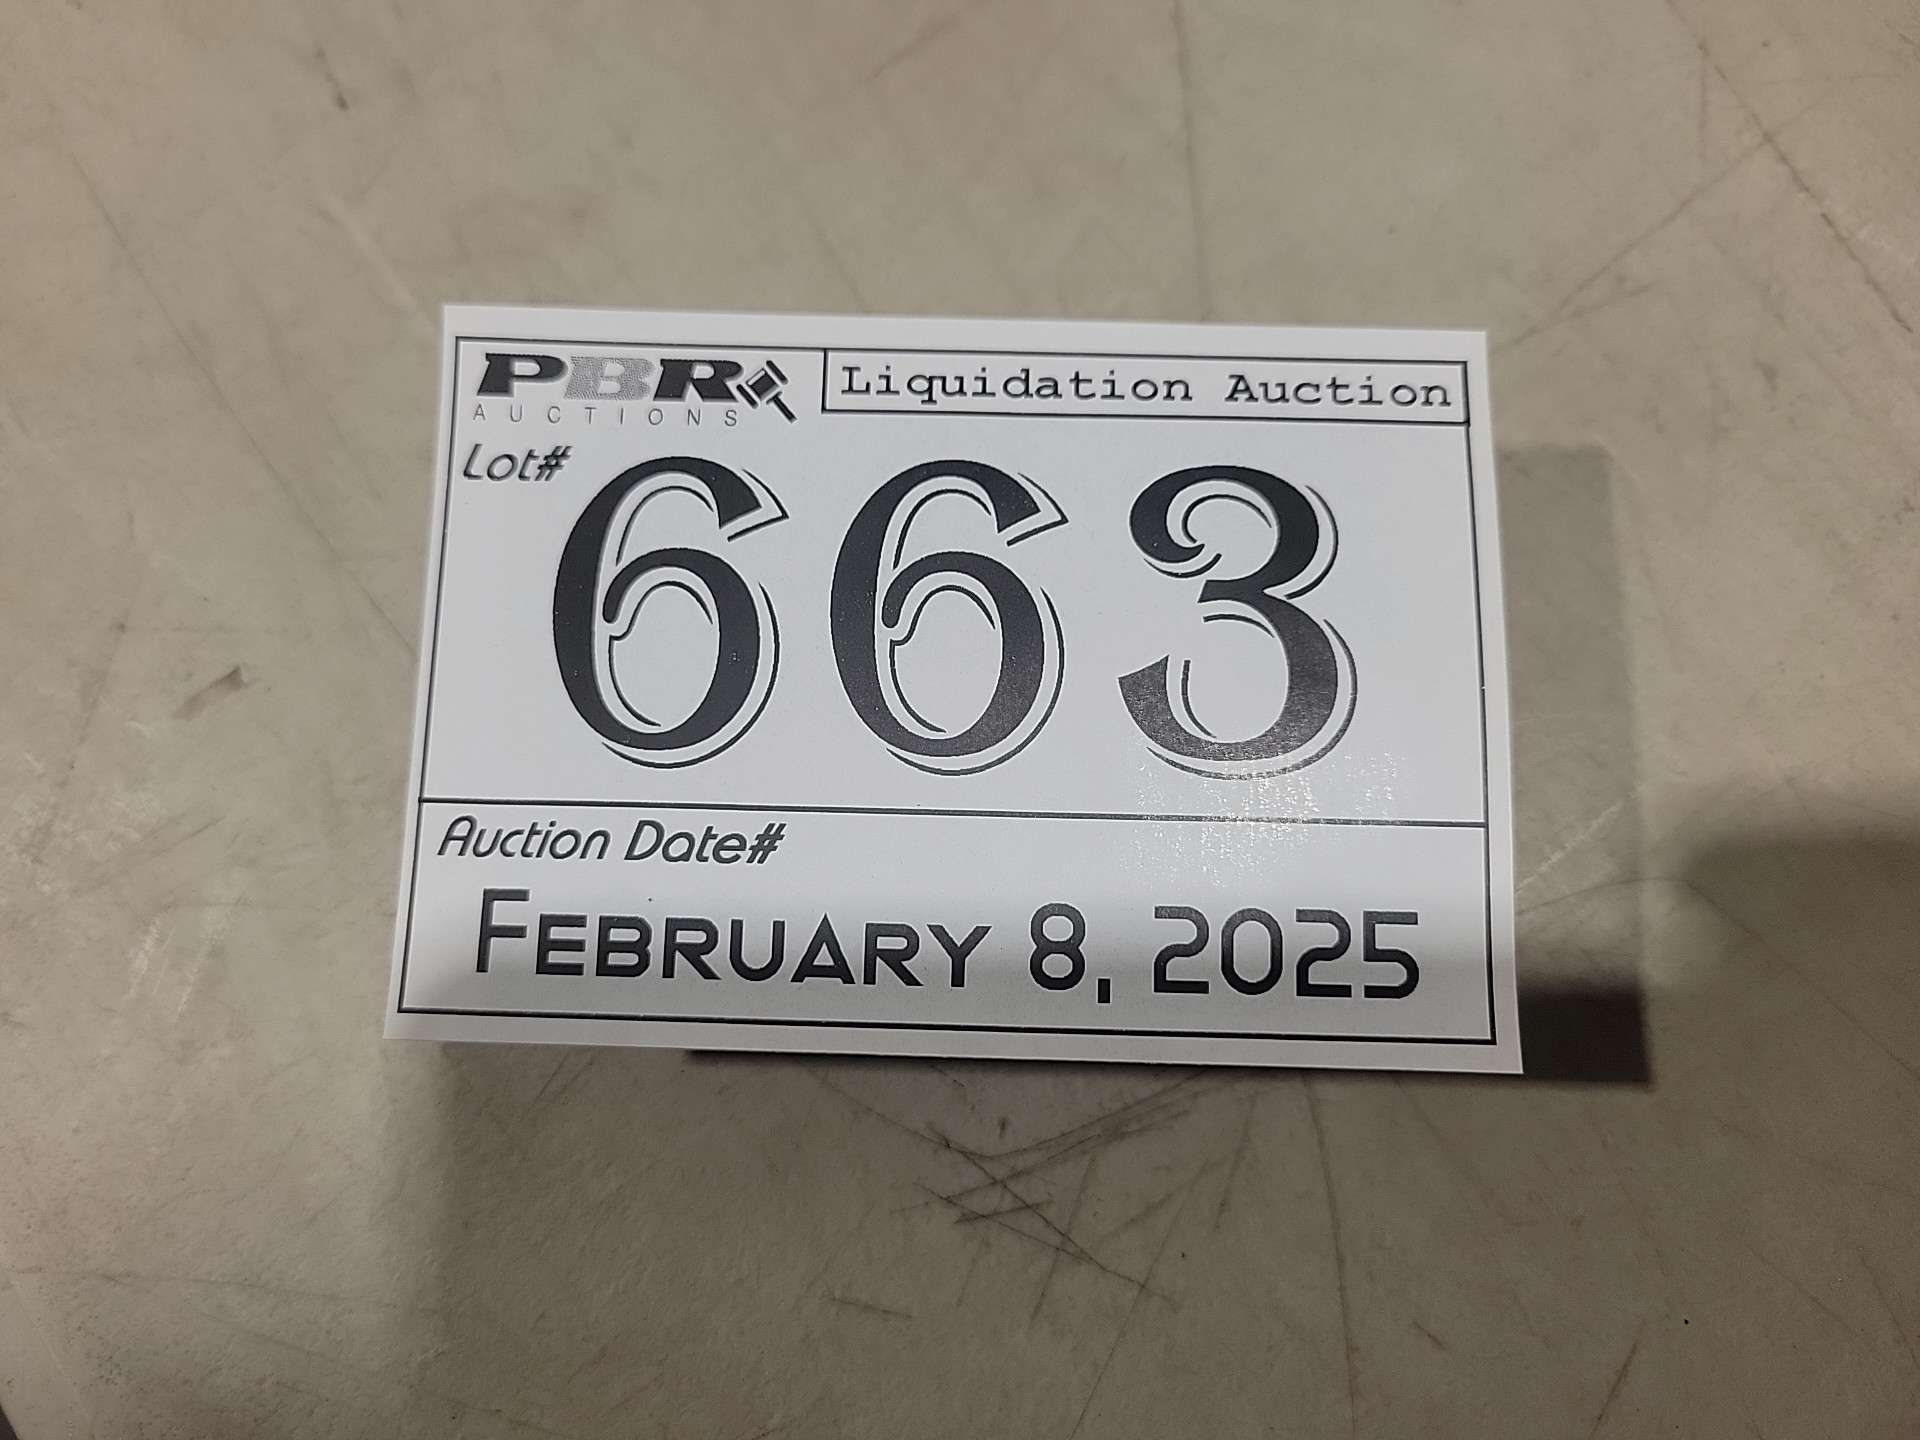 PBR
AUCTIONS
Liquidation Auction
Lot#
663
Auction Date#
FEBRUARY 8, 2025